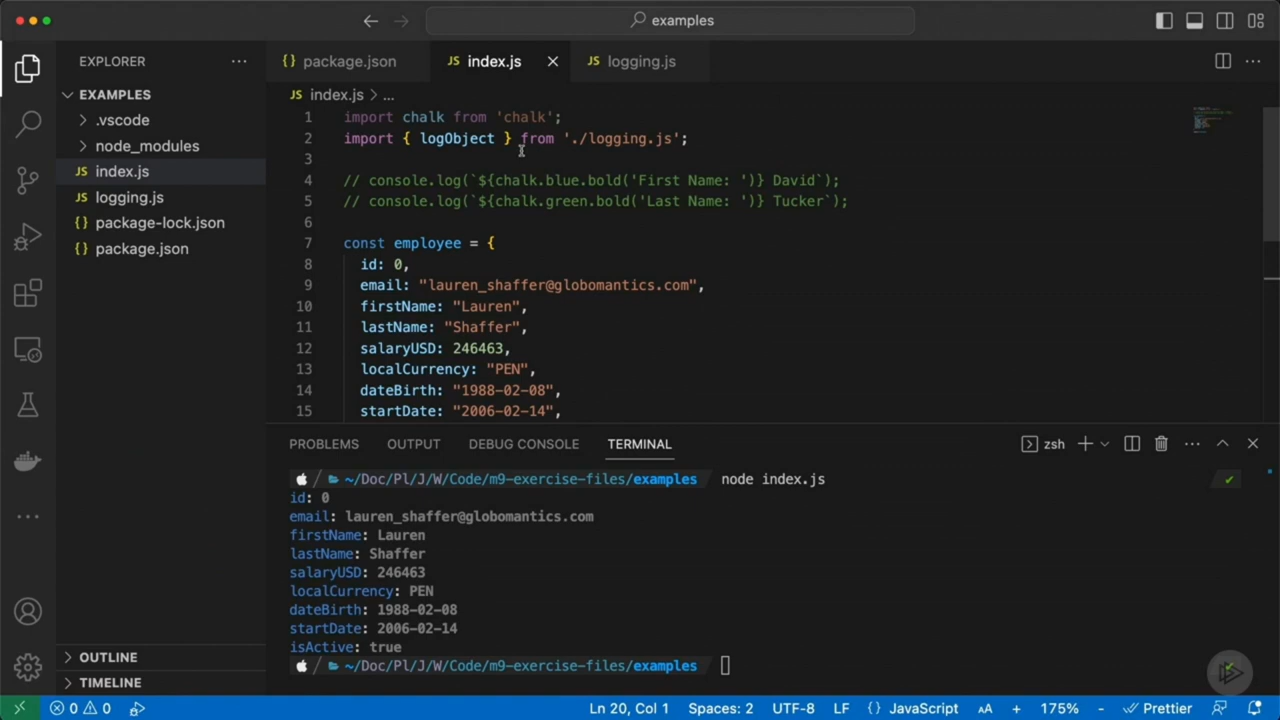 examples
EXPLORER
package.json
JS index.js
JS logging.js
EXAMPLES
.vscode
node_modules
JS index.js
JS logging.js
{} package-lock.json
{} package.json
OUTLINE
TIMELINE
JS index.js > ...
1 import chalk from 'chalk';
2 import { logObject } from './logging.js';
3
4 // console.log(`${chalk.blue.bold('First Name: ')} David`);
5 // console.log(`${chalk.green.bold('Last Name: ')} Tucker`);
6
7 const employee = {
8 id: 0,
9 email: "lauren_shaffer@globomantics.com",
10 firstName: "Lauren",
11 lastName: "Shaffer",
12 salaryUSD: 246463,
13 localCurrency: "PEN",
14 dateBirth: "1988-02-08",
15 startDate: "2006-02-14",
PROBLEMS OUTPUT DEBUG CONSOLE TERMINAL
zsh
~/Doc/Pl/J/W/Code/m9-exercise-files/examples node index.js
id: 0
email: lauren_shaffer@globomantics.com
firstName: Lauren
lastName: Shaffer
salaryUSD: 246463
localCurrency: PEN
dateBirth: 1988-02-08
startDate: 2006-02-14
isActive: true
~/Doc/Pl/J/W/Code/m9-exercise-files/examples
0 0
Ln 20, Col 1 Spaces: 2 UTF-8 LF {} JavaScript AA + 175% - Prettier